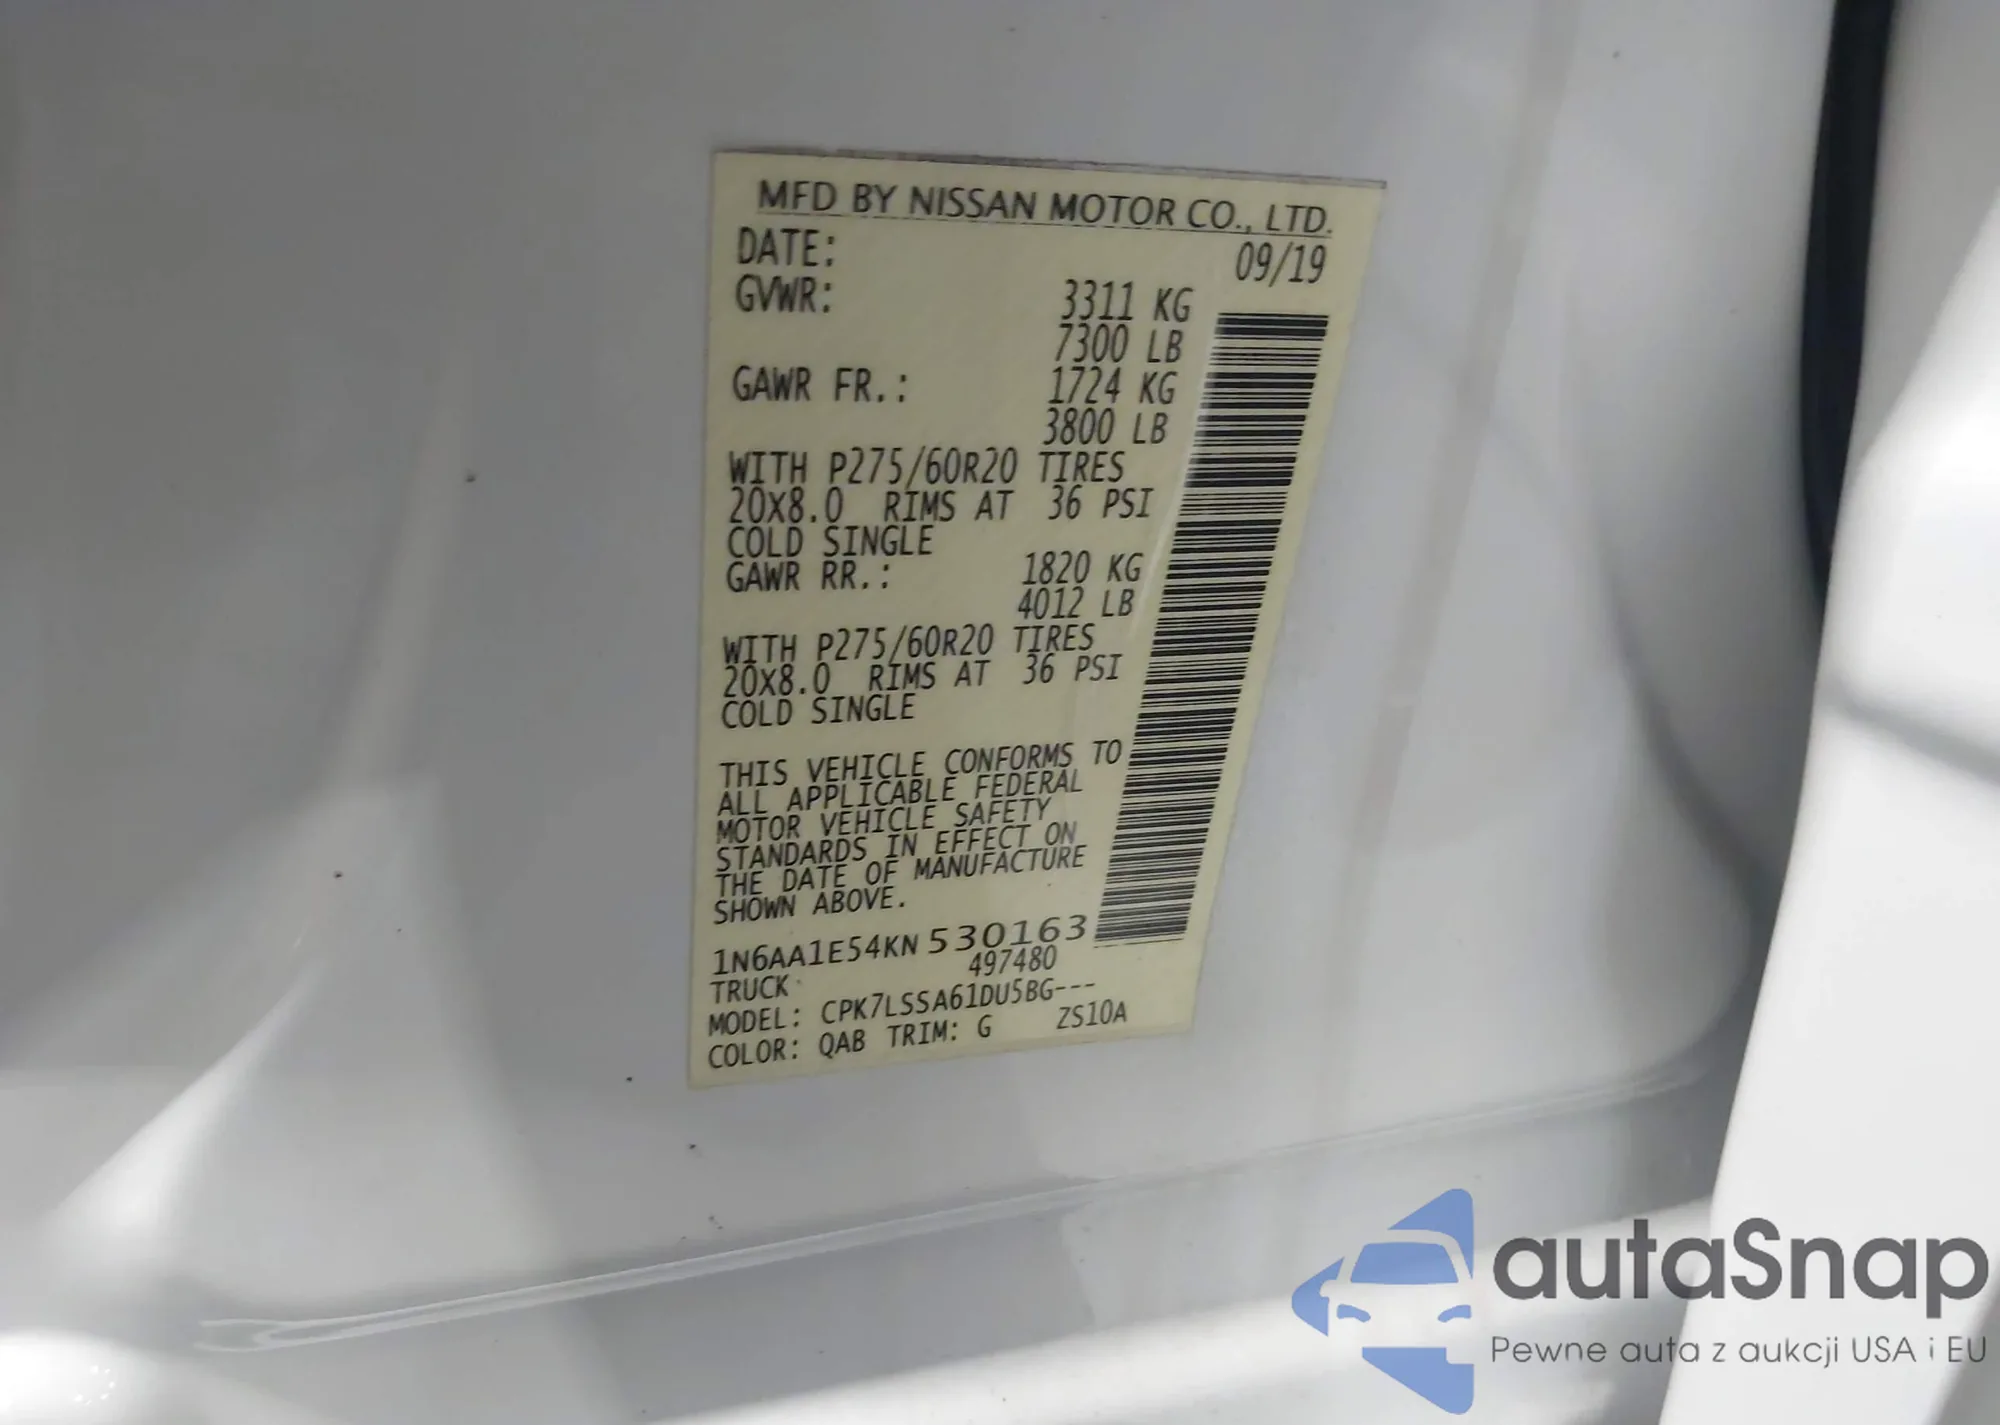 MFD BY NISSAN MOTOR CO., LTD.
DATE: 09/19
GVWR: 3311 KG
7300 LB
GAWR FR.: 1724 KG
3800 LB
WITH P275/60R20 TIRES
20X8.0 RIMS AT 36 PSI
COLD SINGLE
GAWR RR.: 1820 KG
4012 LB
WITH P275/60R20 TIRES
20X8.0 RIMS AT 36 PSI
COLD SINGLE
THIS VEHICLE CONFORMS TO
ALL APPLICABLE FEDERAL
MOTOR VEHICLE SAFETY
STANDARDS IN EFFECT ON
THE DATE OF MANUFACTURE
SHOWN ABOVE.
1N6AA1E54KN530163
TRUCK 497480
MODEL: CPK7LSSA61DU5BG---
COLOR: QAB TRIM: G ZS10A
autaSnap
Pewne auta z aukcji USA i EU